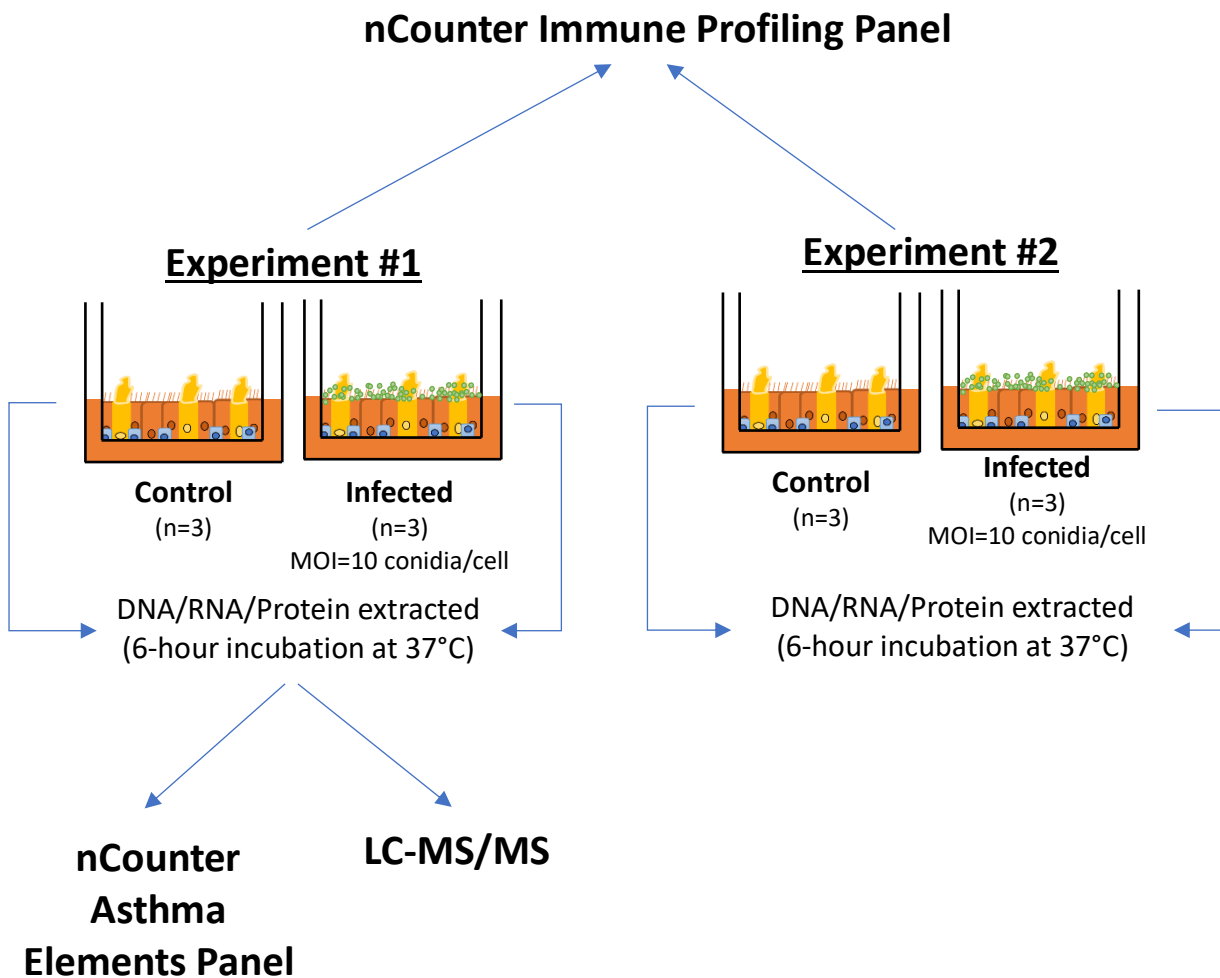 nCounter Immune Profiling Panel
Experiment #1
Control
(n=3)
Infected
(n=3)
MOI=10 conidia/cell
DNA/RNA/Protein extracted
(6-hour incubation at 37°C)
nCounter
Asthma
Elements Panel
LC-MS/MS
Experiment #2
Control
(n=3)
Infected
(n=3)
MOI=10 conidia/cell
DNA/RNA/Protein extracted
(6-hour incubation at 37°C)